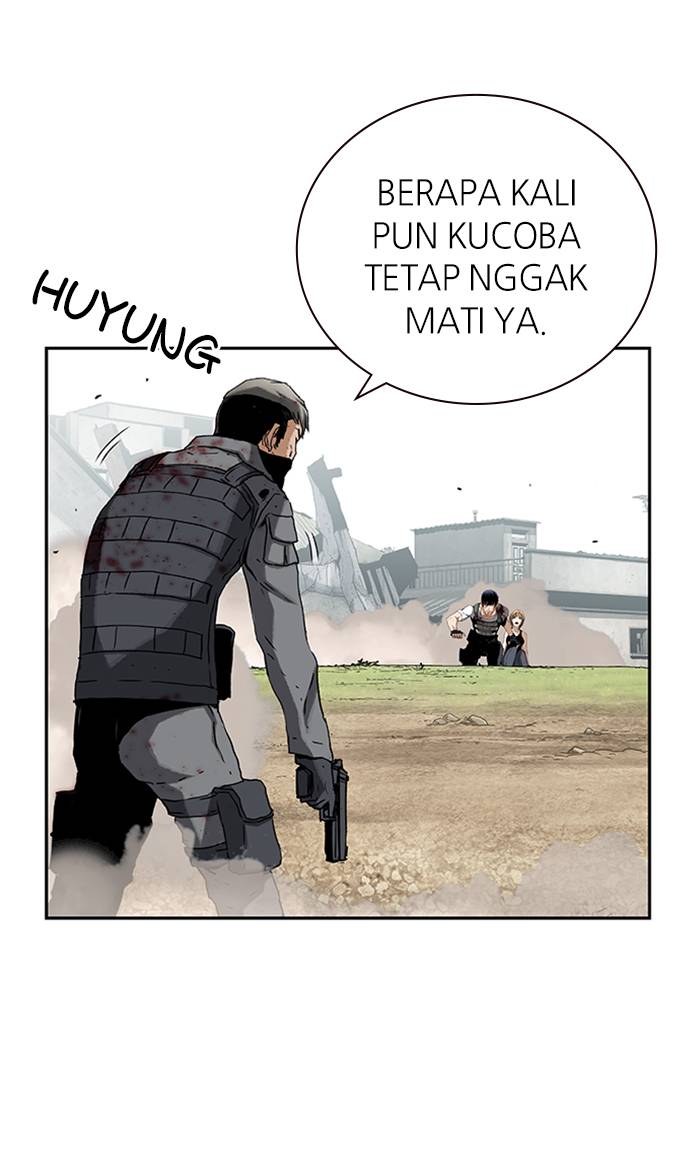 BERAPA KALI
PUN KUCOBA
TETAP NGGAK
MATI YA.
HUYUNG